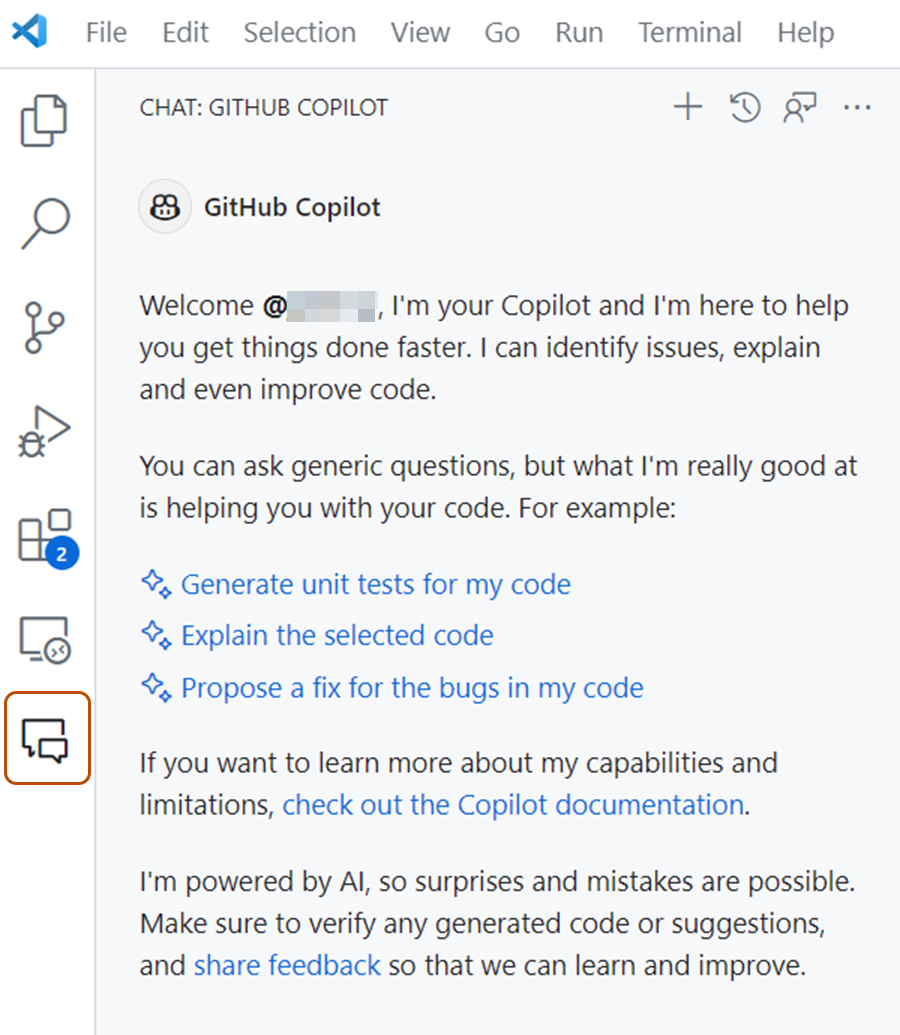 File Edit Selection View Go Run Terminal Help
CHAT: GITHUB COPILOT
GitHub Copilot
Welcome @, I'm your Copilot and I'm here to help
you get things done faster. I can identify issues, explain
and even improve code.
You can ask generic questions, but what I'm really good at
is helping you with your code. For example:
2
Generate unit tests for my code
Explain the selected code
Propose a fix for the bugs in my code
If you want to learn more about my capabilities and
limitations, check out the Copilot documentation.
I'm powered by AI, so surprises and mistakes are possible.
Make sure to verify any generated code or suggestions,
and share feedback so that we can learn and improve.